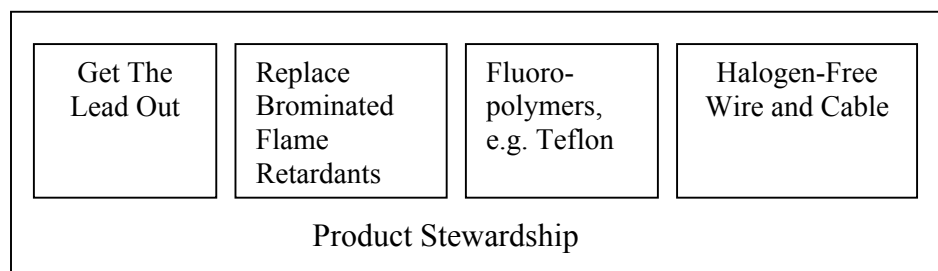 Get The
Lead Out
Replace
Brominated
Flame
Retardants
Fluoro-
polymers,
e.g. Teflon
Halogen-Free
Wire and Cable
Product Stewardship